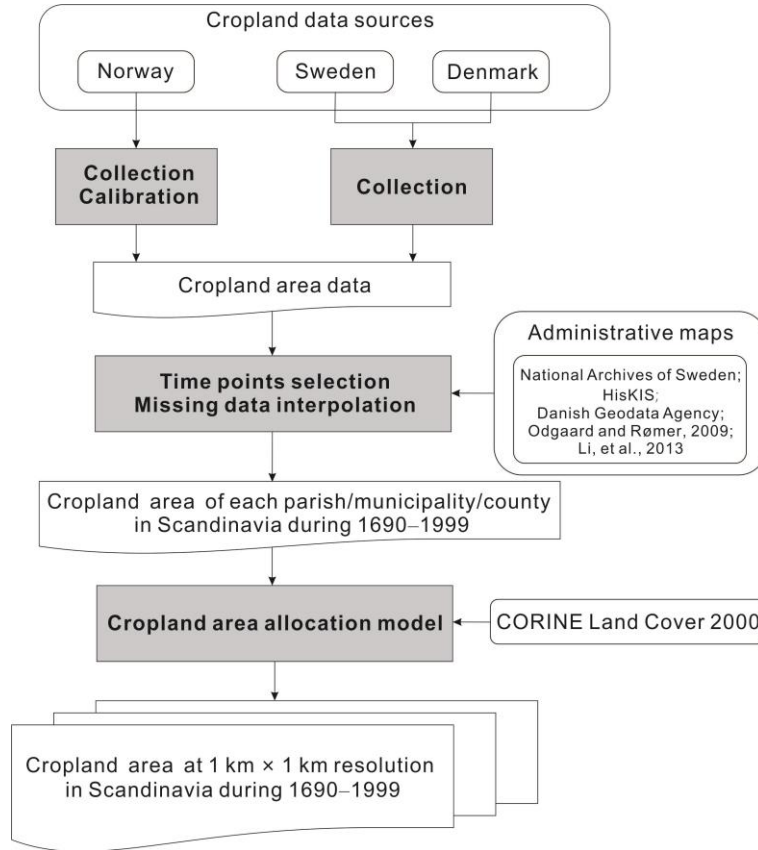 Cropland data sources
Norway
Sweden
Denmark
Collection
Calibration
Collection
Cropland area data
Administrative maps
National Archives of Sweden;
HisKIS;
Danish Geodata Agency;
Odgaard and Rømer, 2009;
Li, et al., 2013
Time points selection
Missing data interpolation
Cropland area of each parish/municipality/county
in Scandinavia during 1690–1999
Cropland area allocation model
CORINE Land Cover 2000
Cropland area at 1 km × 1 km resolution
in Scandinavia during 1690–1999